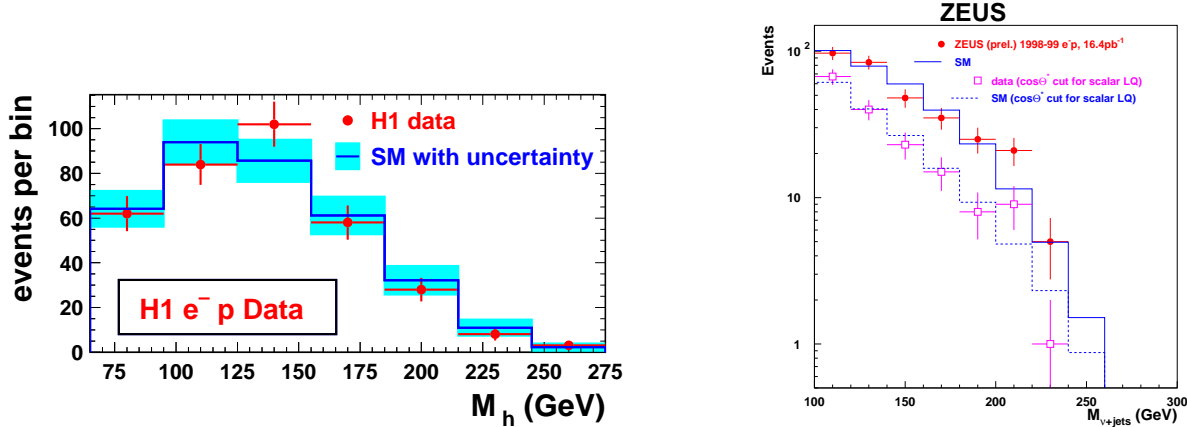 events per bin
100
80
60
40
20
0
H1 data
SM with uncertainty
H1 e⁻ p Data
75 100 125 150 175 200 225 250 275
M_h (GeV)
ZEUS
Events
10²
10
1
ZEUS (prel.) 1998-99 e⁻p, 16.4pb⁻¹
SM
data (cosΘ* cut for scalar LQ)
SM (cosΘ* cut for scalar LQ)
100 150 200 250 300
M_ν+jets (GeV)